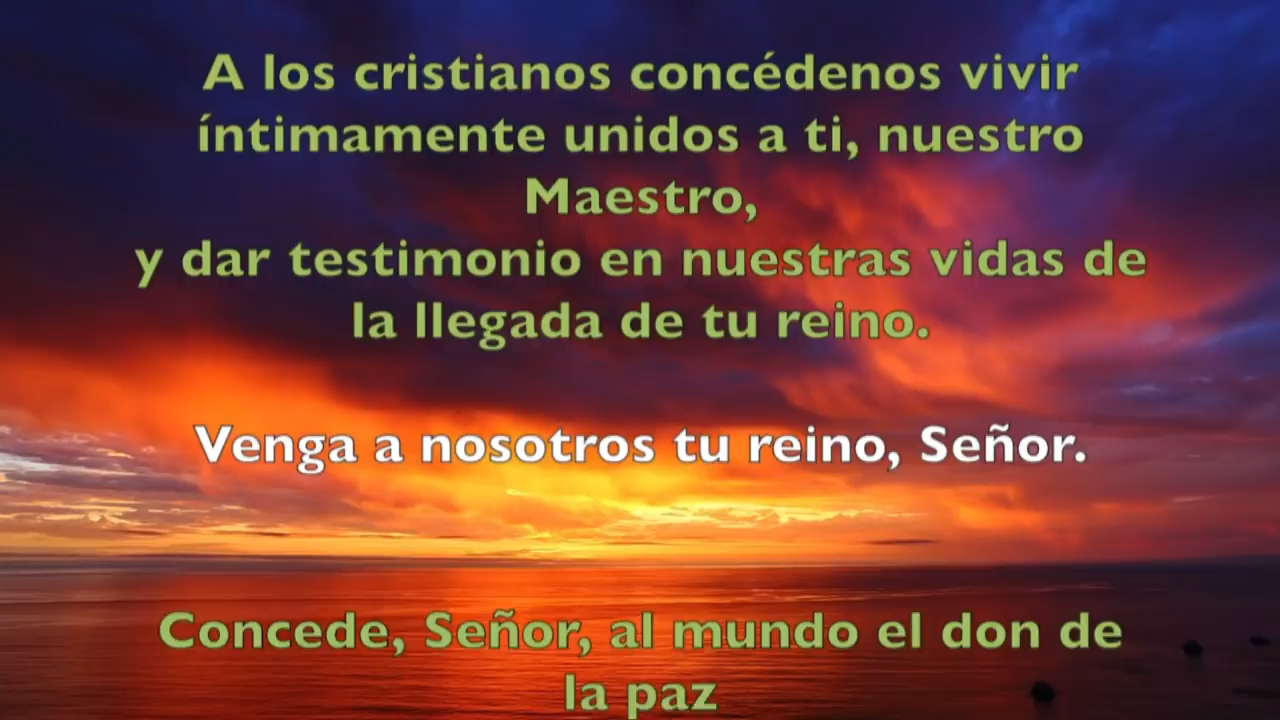 A los cristianos concédenos vivir
íntimamente unidos a ti, nuestro
Maestro,
y dar testimonio en nuestras vidas de
la llegada de tu reino.
Venga a nosotros tu reino, Señor.
Concede, Señor, al mundo el don de
la paz